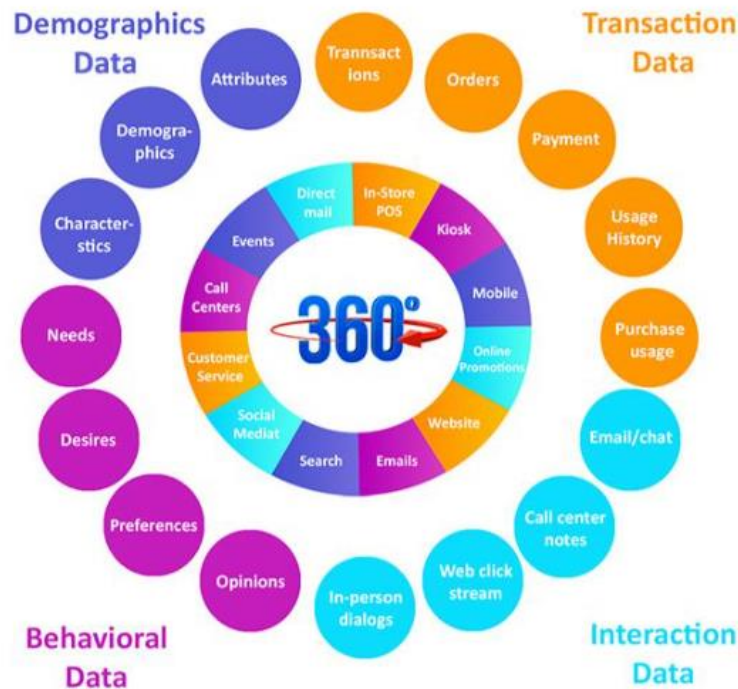 Demographics
Data
Transaction
Data
Attributes
Trannsact
ions
Orders
Demogra-
phics
Payment
Character-
stics
Usage
History
Needs
Purchase
usage
Desires
Email/chat
Preferences
Call center
notes
Opinions
In-person
dialogs
Web click
stream
Direct
mail
In-Store
POS
Kiosk
Mobile
Online
Promotions
Website
Emails
Search
Social
Mediat
Customer
Service
Call
Centers
Events
360°
Behavioral
Data
Interaction
Data